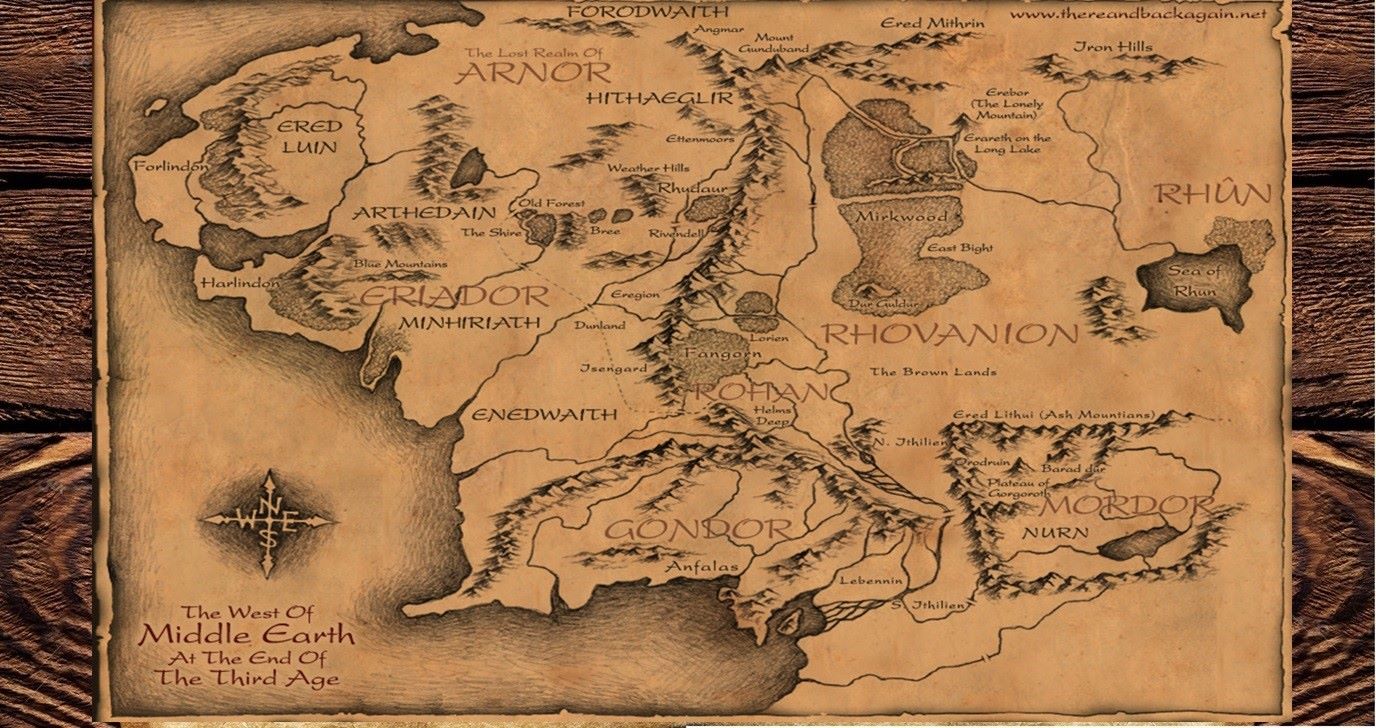 FORODWAITH
www.thereandbackagain.net
Ered Mithrin
Angmar
Mount
Gunduband
Iron Hills
The Lost Realm Of
ARNOR
HITHAEGLIR
Erebor
(The Lonely
Mountain)
ERED
LUIN
Ettenmoors
Erareth on the
Long Lake
Forlindon
Weather Hills
Rhudaur
RHÛN
ARTHEDAIN
Old Forest
The Shire
Bree
Rivendell
Mirkwood
East Bight
Blue Mountains
Harlindon
ERIADOR
Eregion
Sea of
Rhun
Dur Guldur
MINHIRIATH
Dunland
Lorien
RHOVANION
Fangorn
Isengard
The Brown Lands
ROHAN
ENEDWAITH
Helms
Deep
Ered Lithui (Ash Mountians)
N. Ithilien
Orodruin
Barad dur
Plateau of
Gorgoroth
MORDOR
N
W E
S
GONDOR
NURN
Anfalas
Lebennin
S. Ithilien
The West Of
Middle Earth
At The End Of
The Third Age